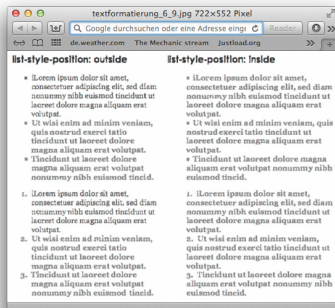 textformatierung_6_9.jpg 722×552 Pixel
Google durchsuchen oder eine Adresse eingeben
Reader
de.weather.com The Mechanic stream Justload.org
list-style-position: outside
iLorem ipsum dolor sit amet,
consectetuer adipiscing elit, sed diam
nonummy nibh euismod tincidunt ut
laoreet dolore magna aliquam erat
volutpat.
Ut wisi enim ad minim veniam,
quis nostrud exerci tatio
tincidunt ut laoreet dolore
magna aliquam erat volutpat
Tincidunt ut laoreet dolore
magna aliquam erat volutpat
nonummy nibh euismod tincid.
1. iLorem ipsum dolor sit amet,
consectetuer adipiscing elit, sed diam
nonummy nibh euismod tincidunt ut
laoreet dolore magna aliquam erat
volutpat.
2. Ut wisi enim ad minim veniam,
quis nostrud exerci tatio
tincidunt ut laoreet dolore
magna aliquam erat volutpat
3. Tincidunt ut laoreet dolore
magna aliquam erat volutpat
nonummy nibh euismod tincid.
list-style-position: inside
iLorem ipsum dolor sit amet,
consectetuer adipiscing elit, sed diam
nonummy nibh euismod tincidunt ut
laoreet dolore magna aliquam erat
volutpat.
Ut wisi enim ad minim veniam,
quis nostrud exerci tatio tincidunt ut
laoreet dolore magna aliquam erat
volutpat
Tincidunt ut laoreet dolore magna
aliquam erat volutpat nonummy
nibh euismod tincid.
1. iLorem ipsum dolor sit amet,
consectetuer adipiscing elit, sed diam
nonummy nibh euismod tincidunt ut
laoreet dolore magna aliquam erat
volutpat.
2. Ut wisi enim ad minim veniam,
quis nostrud exerci tatio tincidunt ut
laoreet dolore magna aliquam erat
volutpat
3. Tincidunt ut laoreet dolore magna
aliquam erat volutpat nonummy
nibh euismod tincid.